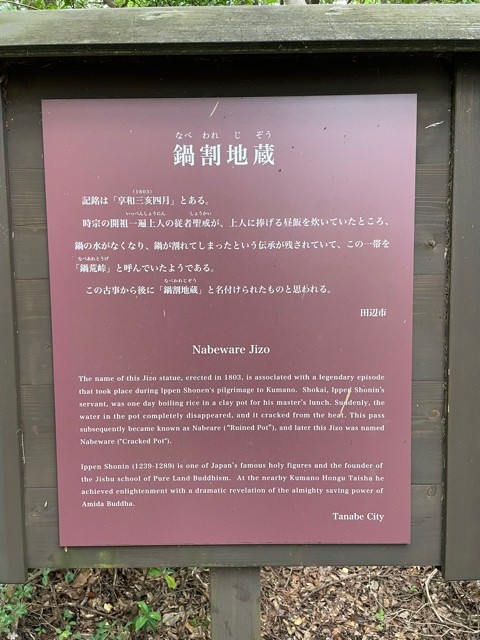 なべ われ じ ぞう
鍋割地蔵
(1803)
記銘は「享和三亥四月」とある。
いっぺんしょうにん しょうかい
時宗の開祖一遍上人の従者聖戒が、上人に捧げる昼飯を炊いていたところ、
鍋の水がなくなり、鍋が割れてしまったという伝承が残されていて、この一帯を
なべあれとうげ
「鍋荒峠」と呼んでいたようである。
なべわれじぞう
この古事から後に「鍋割地蔵」と名付けられたものと思われる。
田辺市
Nabeware Jizo
The name of this Jizo statue, erected in 1803, is associated with a legendary episode
that took place during Ippen Shonen's pilgrimage to Kumano. Shokai, Ippen Shonin's
servant, was one day boiling rice in a clay pot for his master's lunch. Suddenly, the
water in the pot completely disappeared, and it cracked from the heat. This pass
subsequently became known as Nabeare ("Ruined Pot"), and later this Jizo was named
Nabeware ("Cracked Pot").
Ippen Shonin (1239-1289) is one of Japan's famous holy figures and the founder of
the Jishu school of Pure Land Buddhism. At the nearby Kumano Hongu Taisha he
achieved enlightenment with a dramatic revelation of the almighty saving power of
Amida Buddha.
Tanabe City